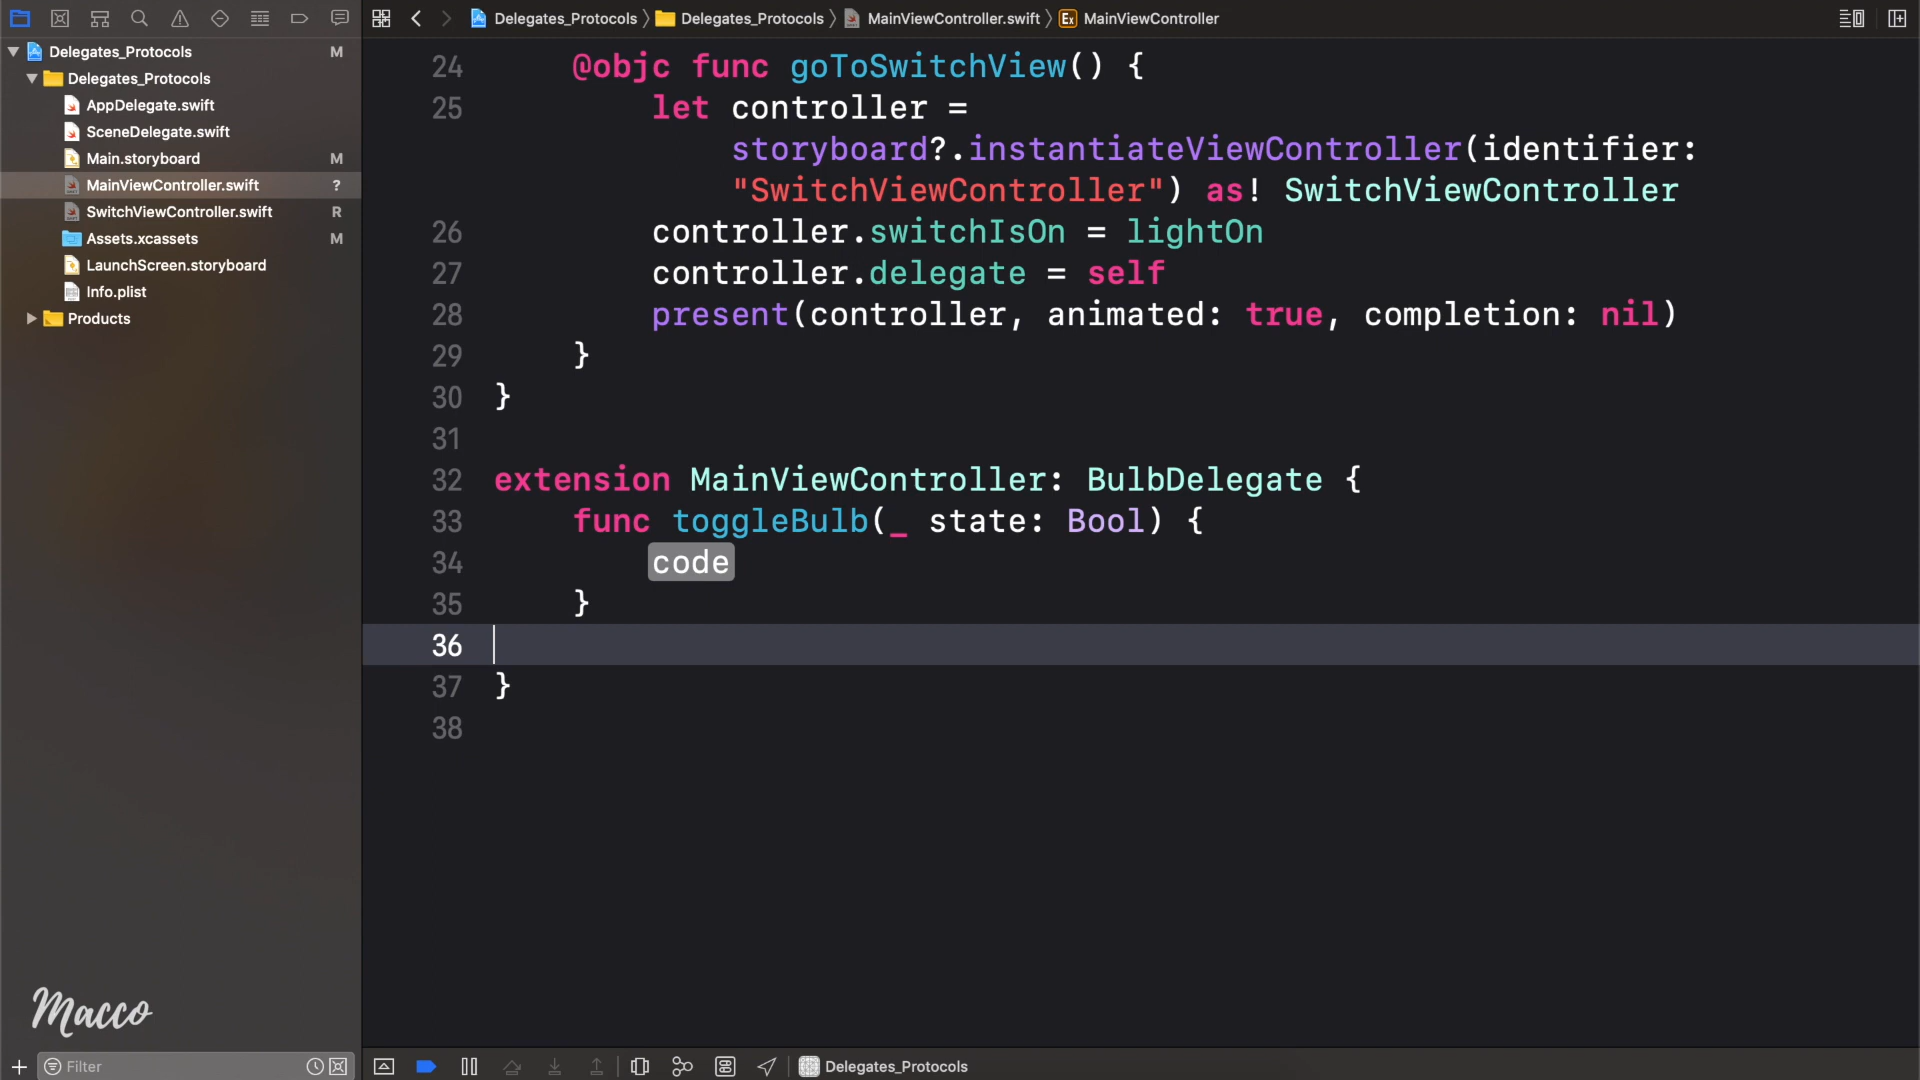 Delegates_Protocols M
Delegates_Protocols
AppDelegate.swift
SceneDelegate.swift
Main.storyboard M
MainViewController.swift ?
SwitchViewController.swift R
Assets.xcassets M
LaunchScreen.storyboard
Info.plist
Products
Macco
Filter
Delegates_Protocols Delegates_Protocols MainViewController.swift Ex MainViewController
24 @objc func goToSwitchView() {
25 let controller =
storyboard?.instantiateViewController(identifier:
"SwitchViewController") as! SwitchViewController
26 controller.switchIsOn = lightOn
27 controller.delegate = self
28 present(controller, animated: true, completion: nil)
29 }
30 }
31
32 extension MainViewController: BulbDelegate {
33 func toggleBulb(_ state: Bool) {
34 code
35 }
36
37 }
38
Delegates_Protocols